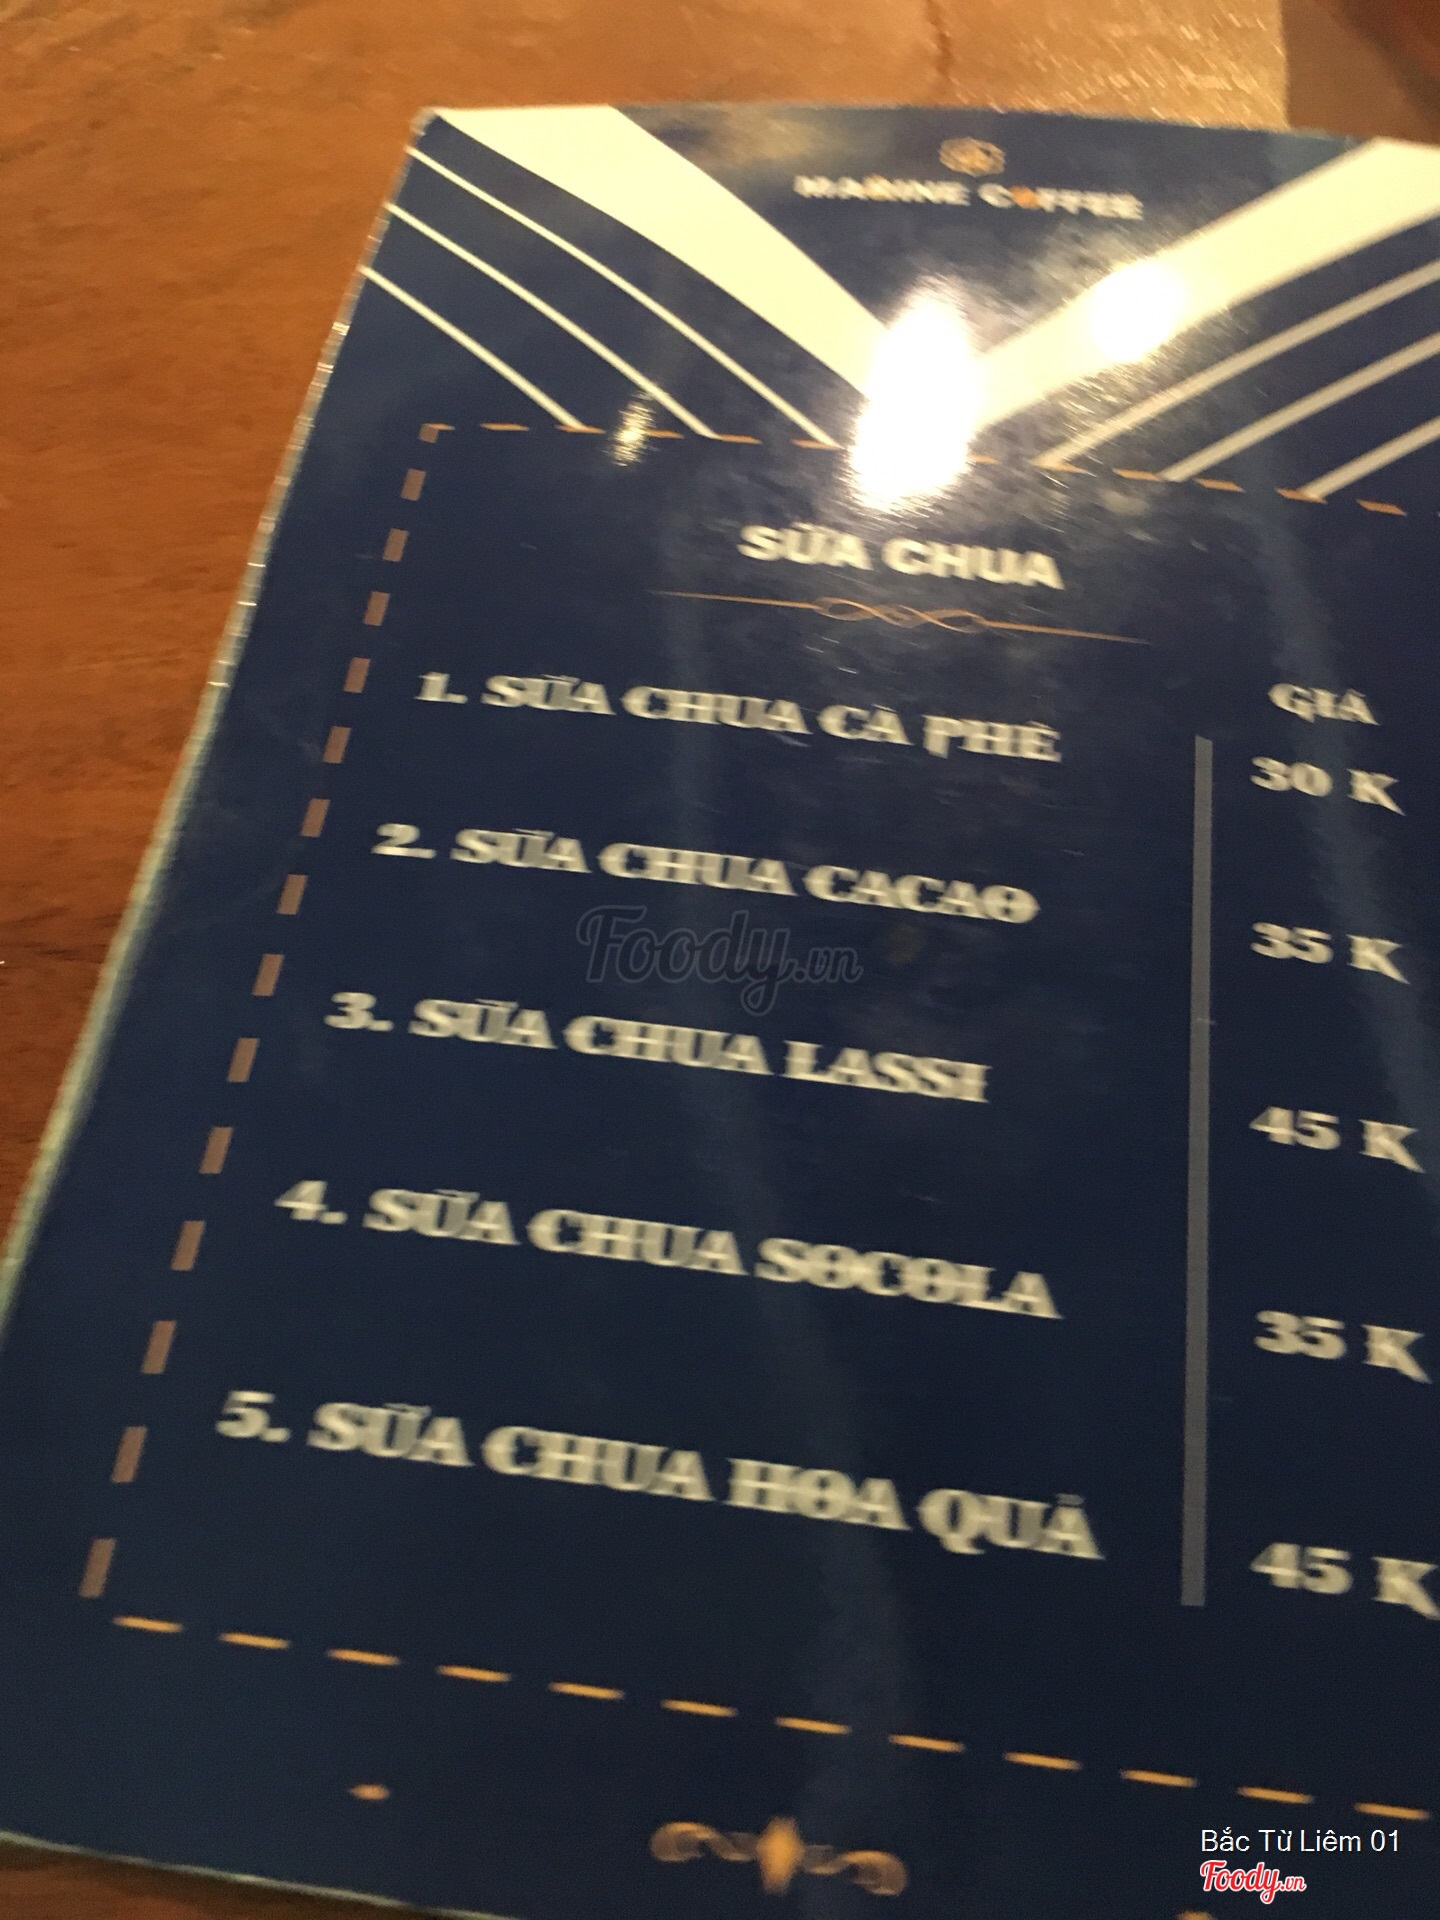 MARINE COFFEE
SỮA CHUA
GIÁ
1. SỮA CHUA CÀ PHÊ 30 K
2. SỮA CHUA CACAO 35 K
Foody.vn
3. SỮA CHUA LASSI 45 K
4. SỮA CHUA SOCOLA 35 K
5. SỮA CHUA HOA QUẢ 45 K
Bắc Từ Liêm 01
Foody.vn